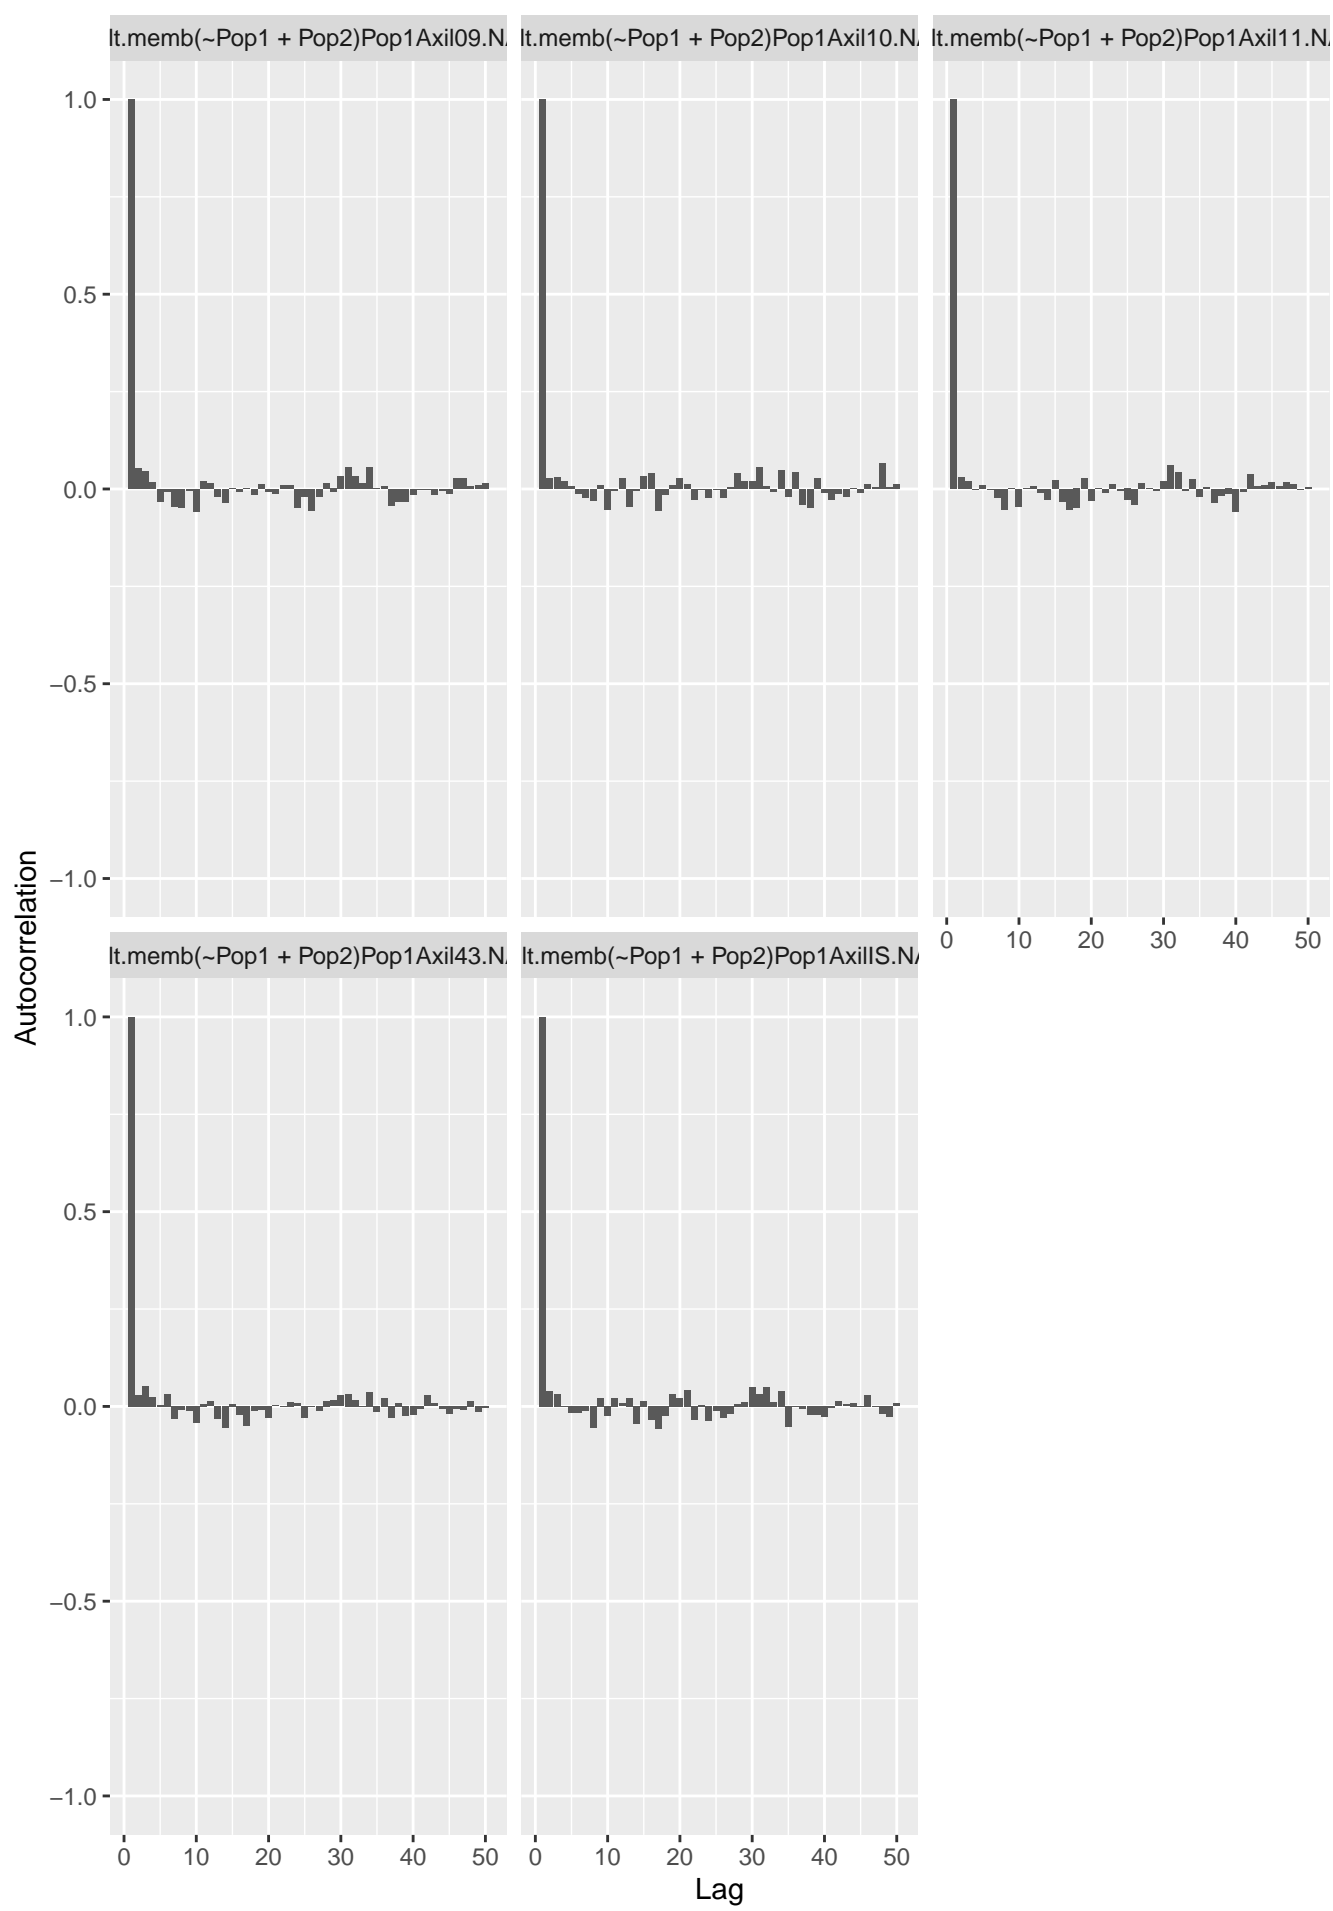 lt.memb(~Pop1 + Pop2)Pop1Axil09.N
lt.memb(~Pop1 + Pop2)Pop1Axil10.N
lt.memb(~Pop1 + Pop2)Pop1Axil11.N
1.0
0.5
0.0
−0.5
−1.0
0 10 20 30 40 50
Autocorrelation
lt.memb(~Pop1 + Pop2)Pop1Axil43.N
lt.memb(~Pop1 + Pop2)Pop1AxilIS.NA
1.0
0.5
0.0
−0.5
−1.0
0 10 20 30 40 50
0 10 20 30 40 50
Lag